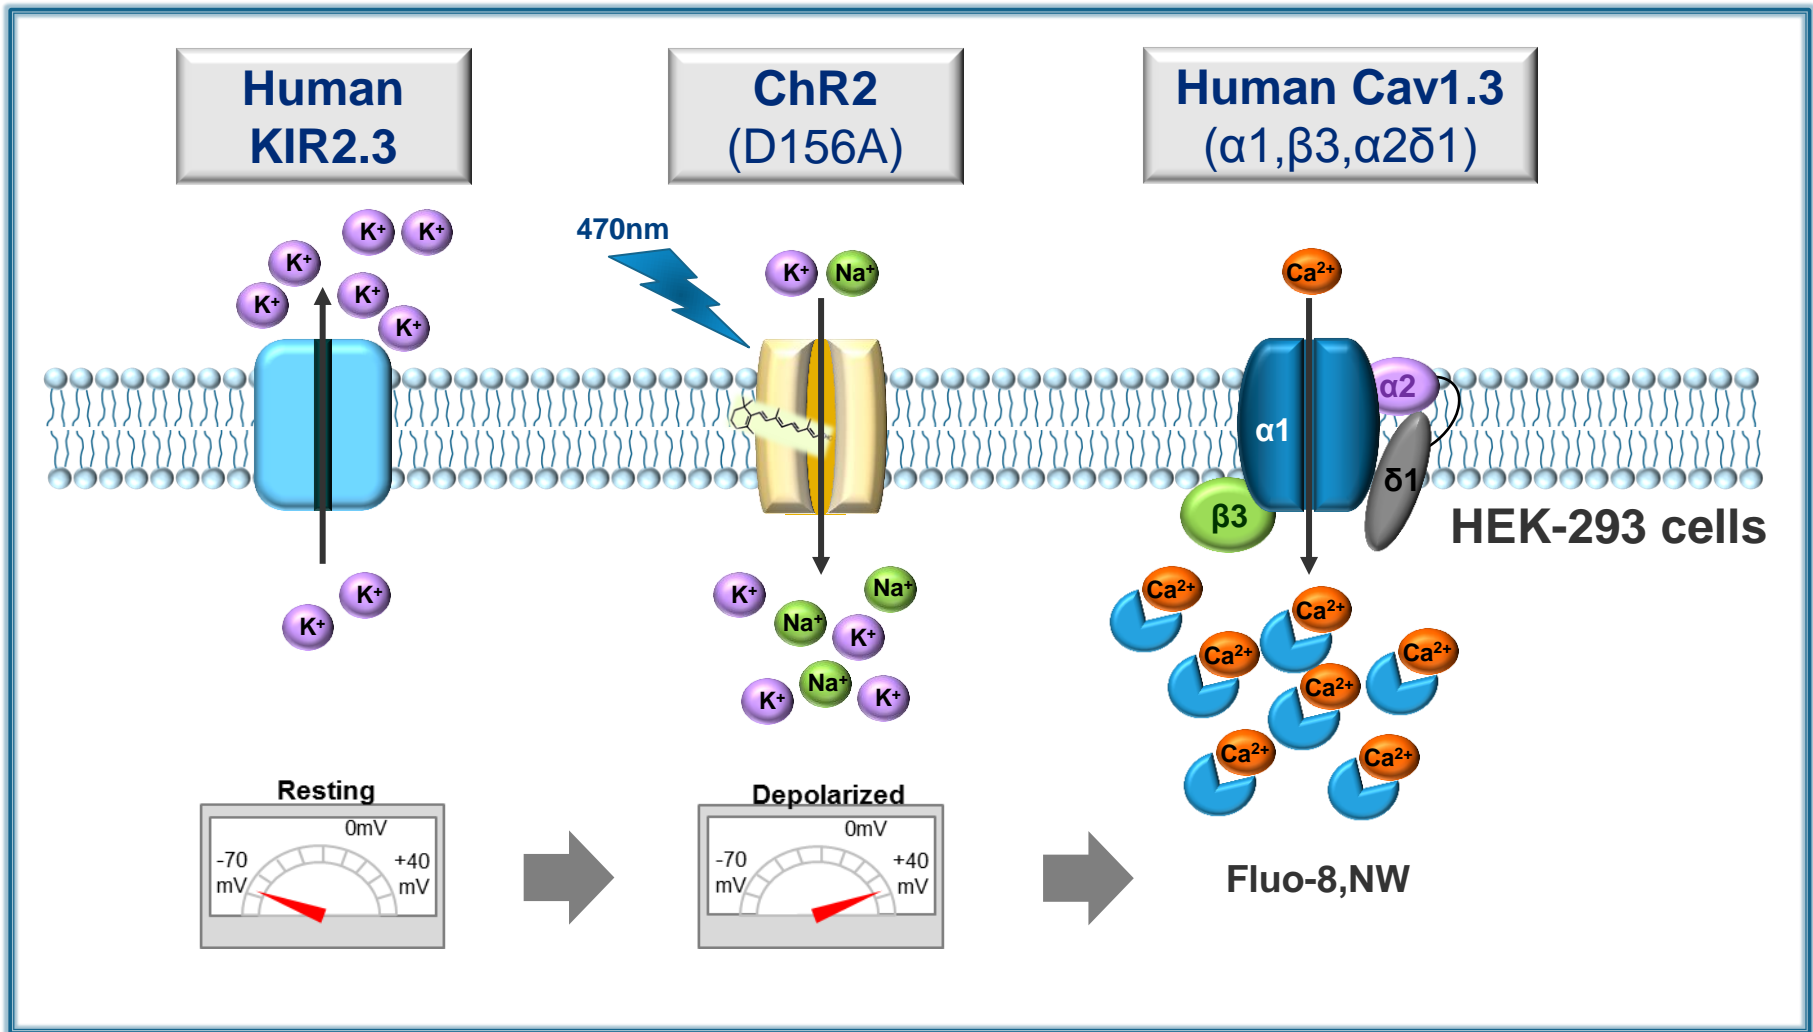 Human
KIR2.3
ChR2
(D156A)
Human Cav1.3
(α1,β3,α2δ1)
470nm
K⁺
K⁺
K⁺
K⁺
K⁺
K⁺
K⁺
Na⁺
Ca²⁺
α1
α2
δ1
β3
HEK-293 cells
K⁺
K⁺
K⁺
Na⁺
Na⁺
K⁺
K⁺
Na⁺
K⁺
Ca²⁺
Ca²⁺
Ca²⁺
Ca²⁺
Ca²⁺
Ca²⁺
Ca²⁺
Resting
0mV
-70
mV
+40
mV
Depolarized
0mV
-70
mV
+40
mV
Fluo-8,NW